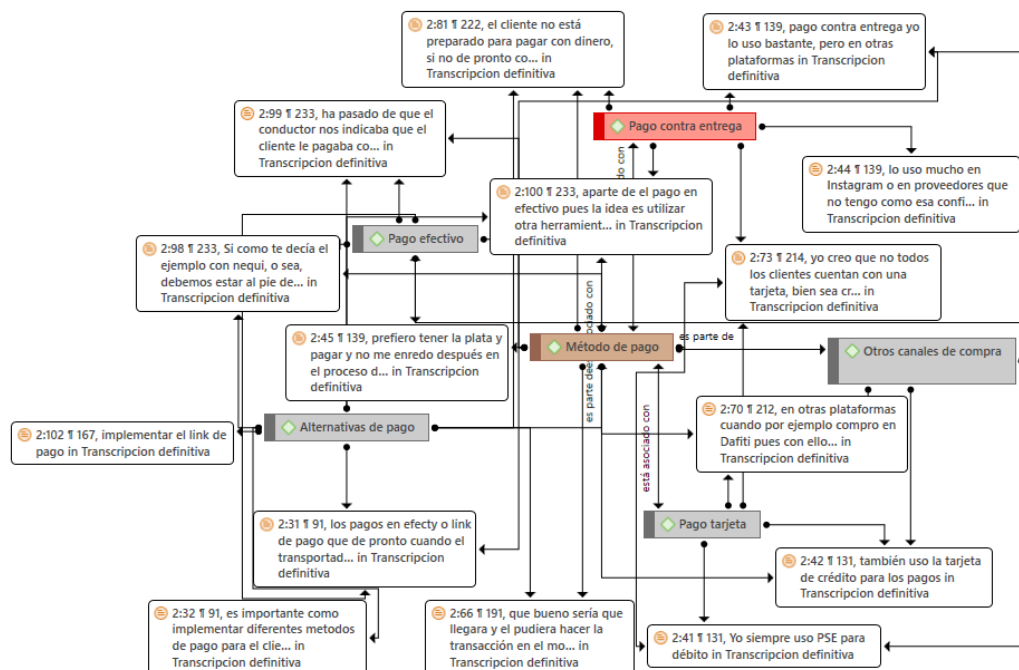 2:81 ¶ 222, el cliente no está
preparado para pagar con dinero,
si no de pronto co... in
Transcripcion definitiva
2:43 ¶ 139, pago contra entrega yo
lo uso bastante, pero en otras
plataformas in Transcripcion
definitiva
2:99 ¶ 233, ha pasado de que el
conductor nos indicaba que el
cliente le pagaba co... in
Transcripcion definitiva
Pago contra entrega
2:44 ¶ 139, lo uso mucho en
Instagram o en proveedores que
no tengo como esa confi... in
Transcripcion definitiva
2:100 ¶ 233, aparte de el pago en
efectivo pues la idea es utilizar
otra herramient... in Transcripcion
definitiva
Pago efectivo
2:98 ¶ 233, Si como te decía el
ejemplo con nequi, o sea,
debemos estar al pie de... in
Transcripcion definitiva
2:73 ¶ 214, yo creo que no todos
los clientes cuentan con una
tarjeta, bien sea cr... in
Transcripcion definitiva
2:45 ¶ 139, prefiero tener la plata y
pagar y no me enredo después en
el proceso d... in Transcripcion
definitiva
Método de pago
es parte de
Otros canales de compra
es parte de
está asociado con
2:70 ¶ 212, en otras plataformas
cuando por ejemplo compro en
Dafiti pues con ello... in
Transcripcion definitiva
Alternativas de pago
2:102 ¶ 167, implementar el link de
pago in Transcripcion definitiva
Pago tarjeta
2:31 ¶ 91, los pagos en efecty o link
de pago que de pronto cuando el
transportad... in Transcripcion
definitiva
2:42 ¶ 131, también uso la tarjeta
de crédito para los pagos in
Transcripcion definitiva
2:32 ¶ 91, es importante como
implementar diferentes metodos
de pago para el clie... in
Transcripcion definitiva
2:66 ¶ 191, que bueno sería que
llegara y el pudiera hacer la
transacción en el mo... in
Transcripcion definitiva
2:41 ¶ 131, Yo siempre uso PSE para
débito in Transcripcion definitiva